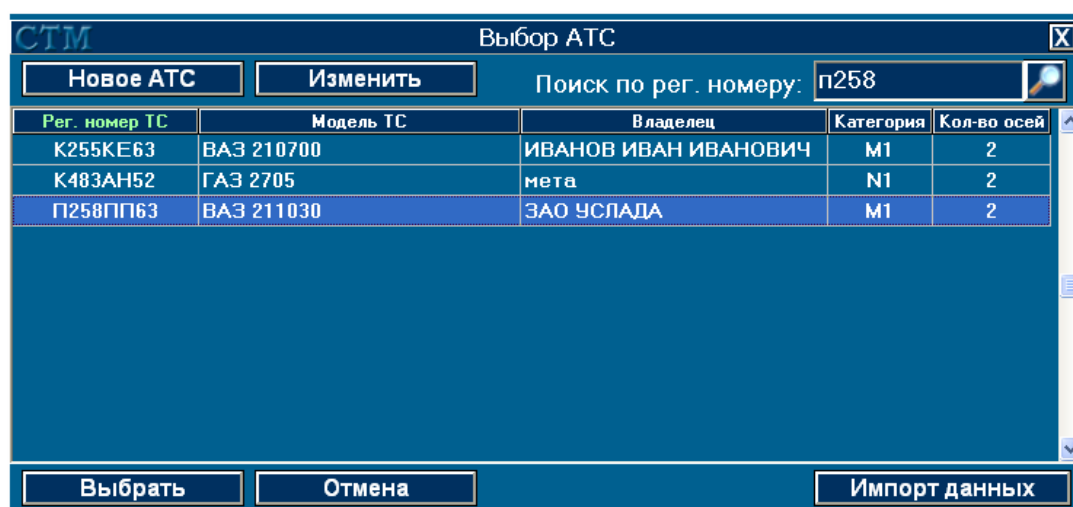 СТМ Выбор АТС X
Новое АТС Изменить Поиск по рег. номеру: п258
Рег. номер ТС Модель ТС Владелец Категория Кол-во осей
К255КЕ63 ВАЗ 210700 ИВАНОВ ИВАН ИВАНОВИЧ М1 2
К483АН52 ГАЗ 2705 мета N1 2
П258ПП63 ВАЗ 211030 ЗАО УСЛАДА М1 2
Выбрать Отмена Импорт данных